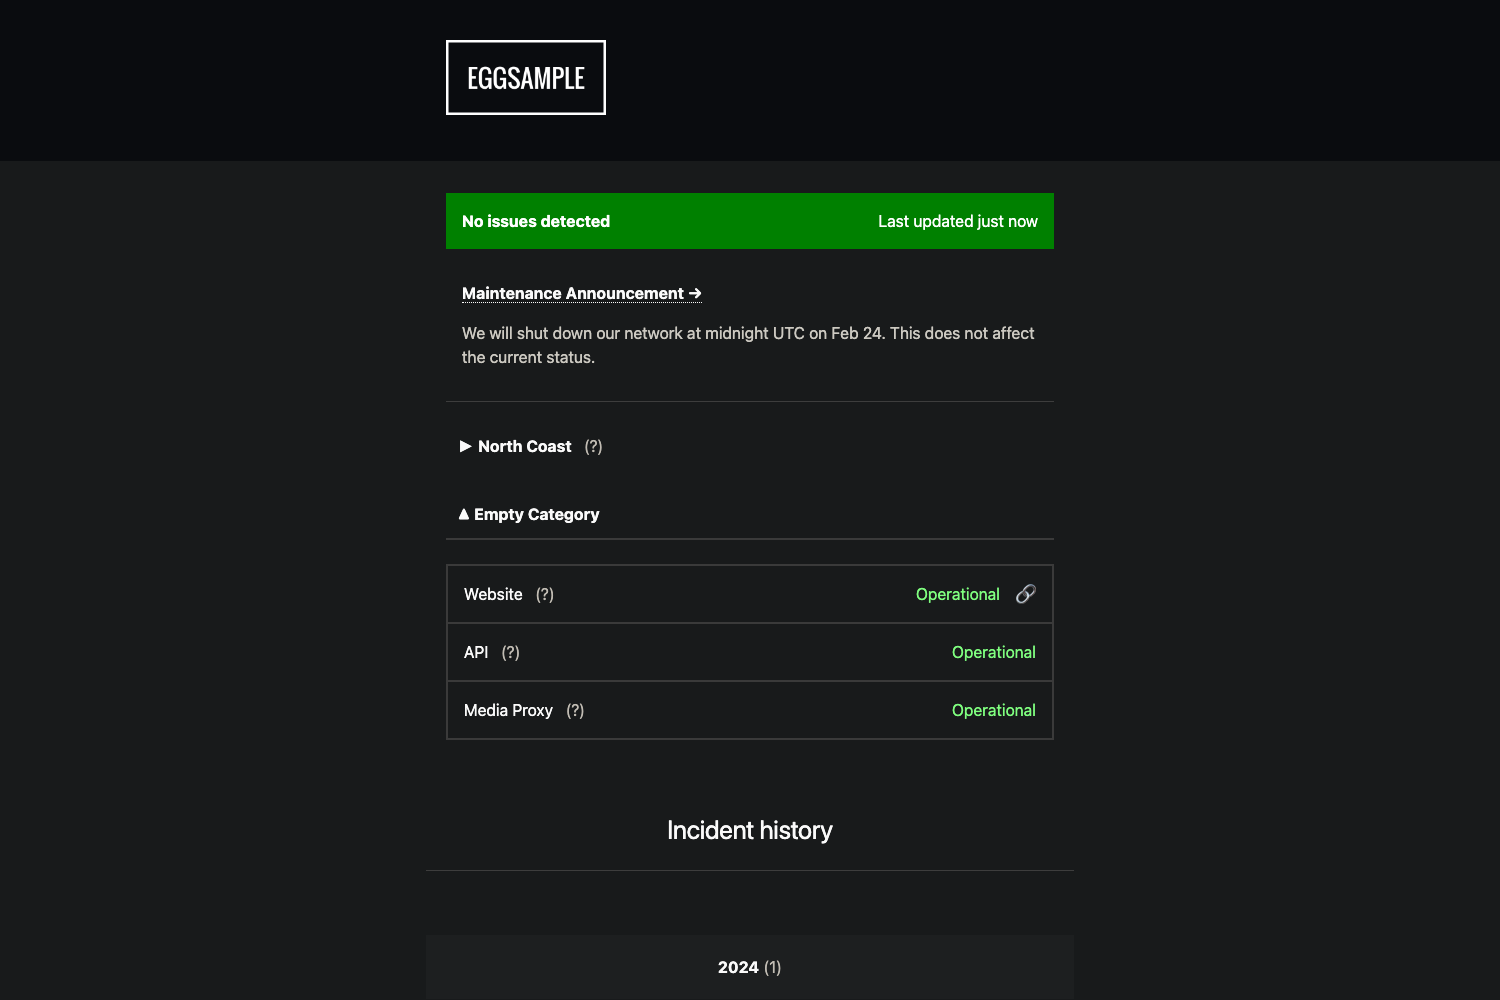 EGGSAMPLE
No issues detected Last updated just now
Maintenance Announcement →
We will shut down our network at midnight UTC on Feb 24. This does not affect
the current status.
▶ North Coast (?)
▲ Empty Category
Website (?) Operational
API (?) Operational
Media Proxy (?) Operational
Incident history
2024 (1)